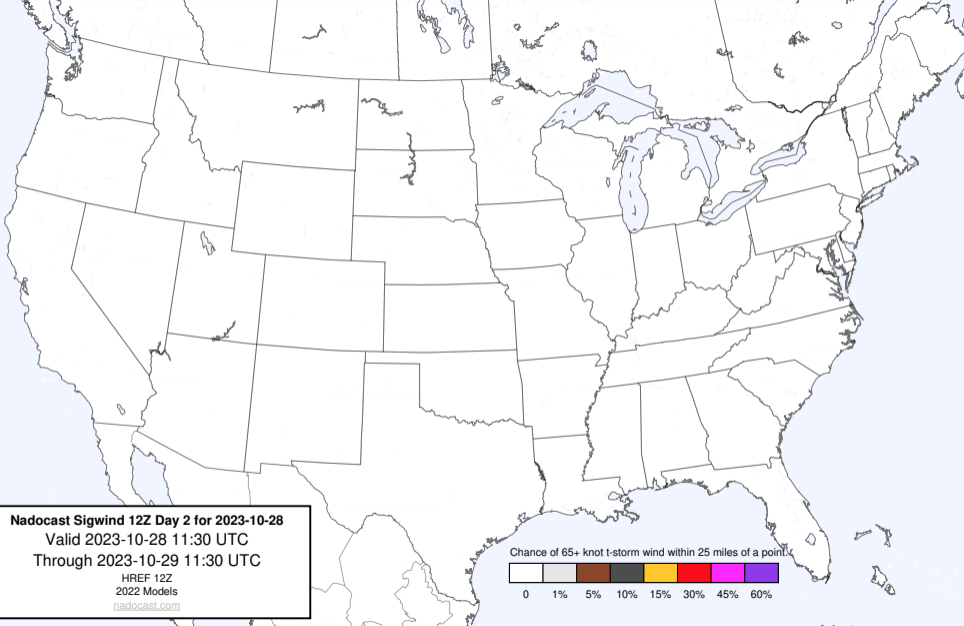 Nadocast Sigwind 12Z Day 2 for 2023-10-28
Valid 2023-10-28 11:30 UTC
Through 2023-10-29 11:30 UTC
HREF 12Z
2022 Models
nadocast.com
Chance of 65+ knot t-storm wind within 25 miles of a point.
0 1% 5% 10% 15% 30% 45% 60%